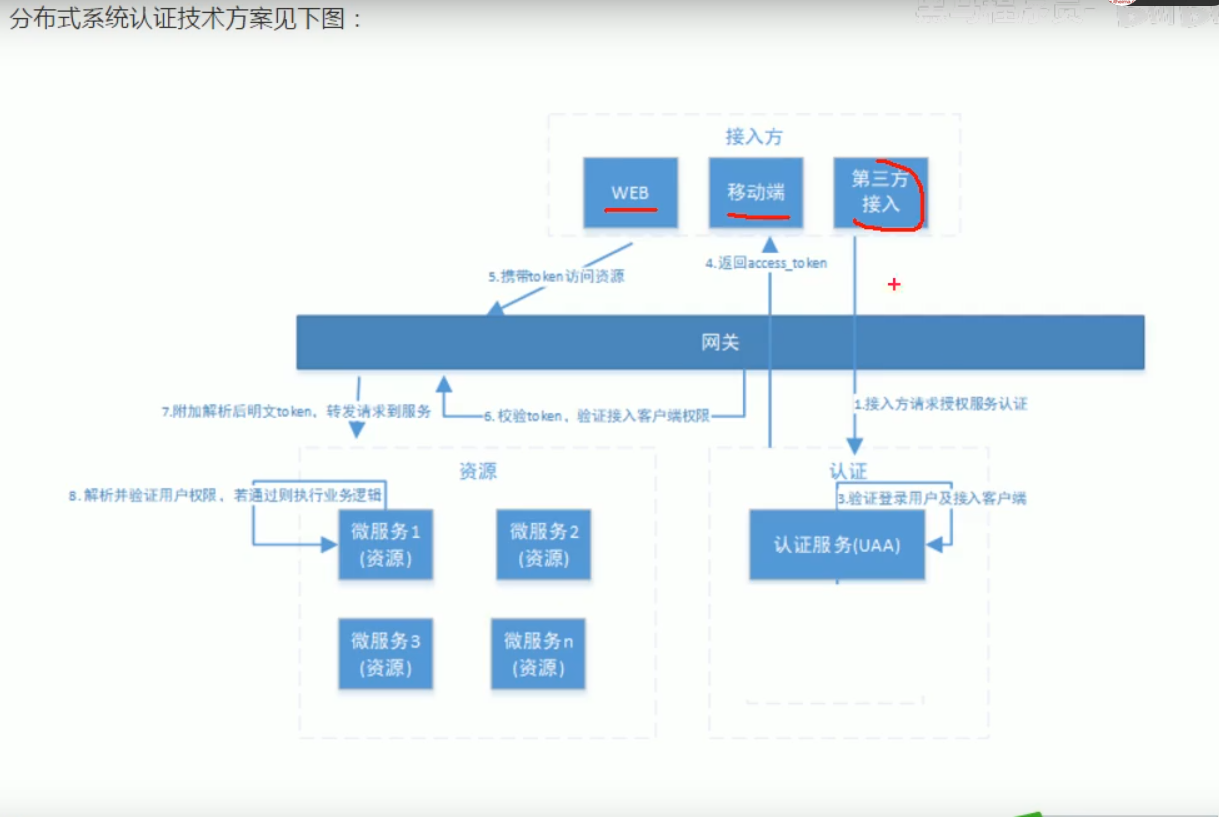 分布式系统认证技术方案见下图：
接入方
WEB
移动端
第三方
接入
5.携带token访问资源
4.返回access_token
网关
7.附加解析后明文token，转发请求到服务
6.校验token，验证接入客户端权限
1.接入方请求授权服务认证
资源
认证
8.解析并验证用户权限，若通过则执行业务逻辑
3.验证登录用户及接入客户端
微服务1
(资源)
微服务2
(资源)
认证服务(UAA)
微服务3
(资源)
微服务n
(资源)